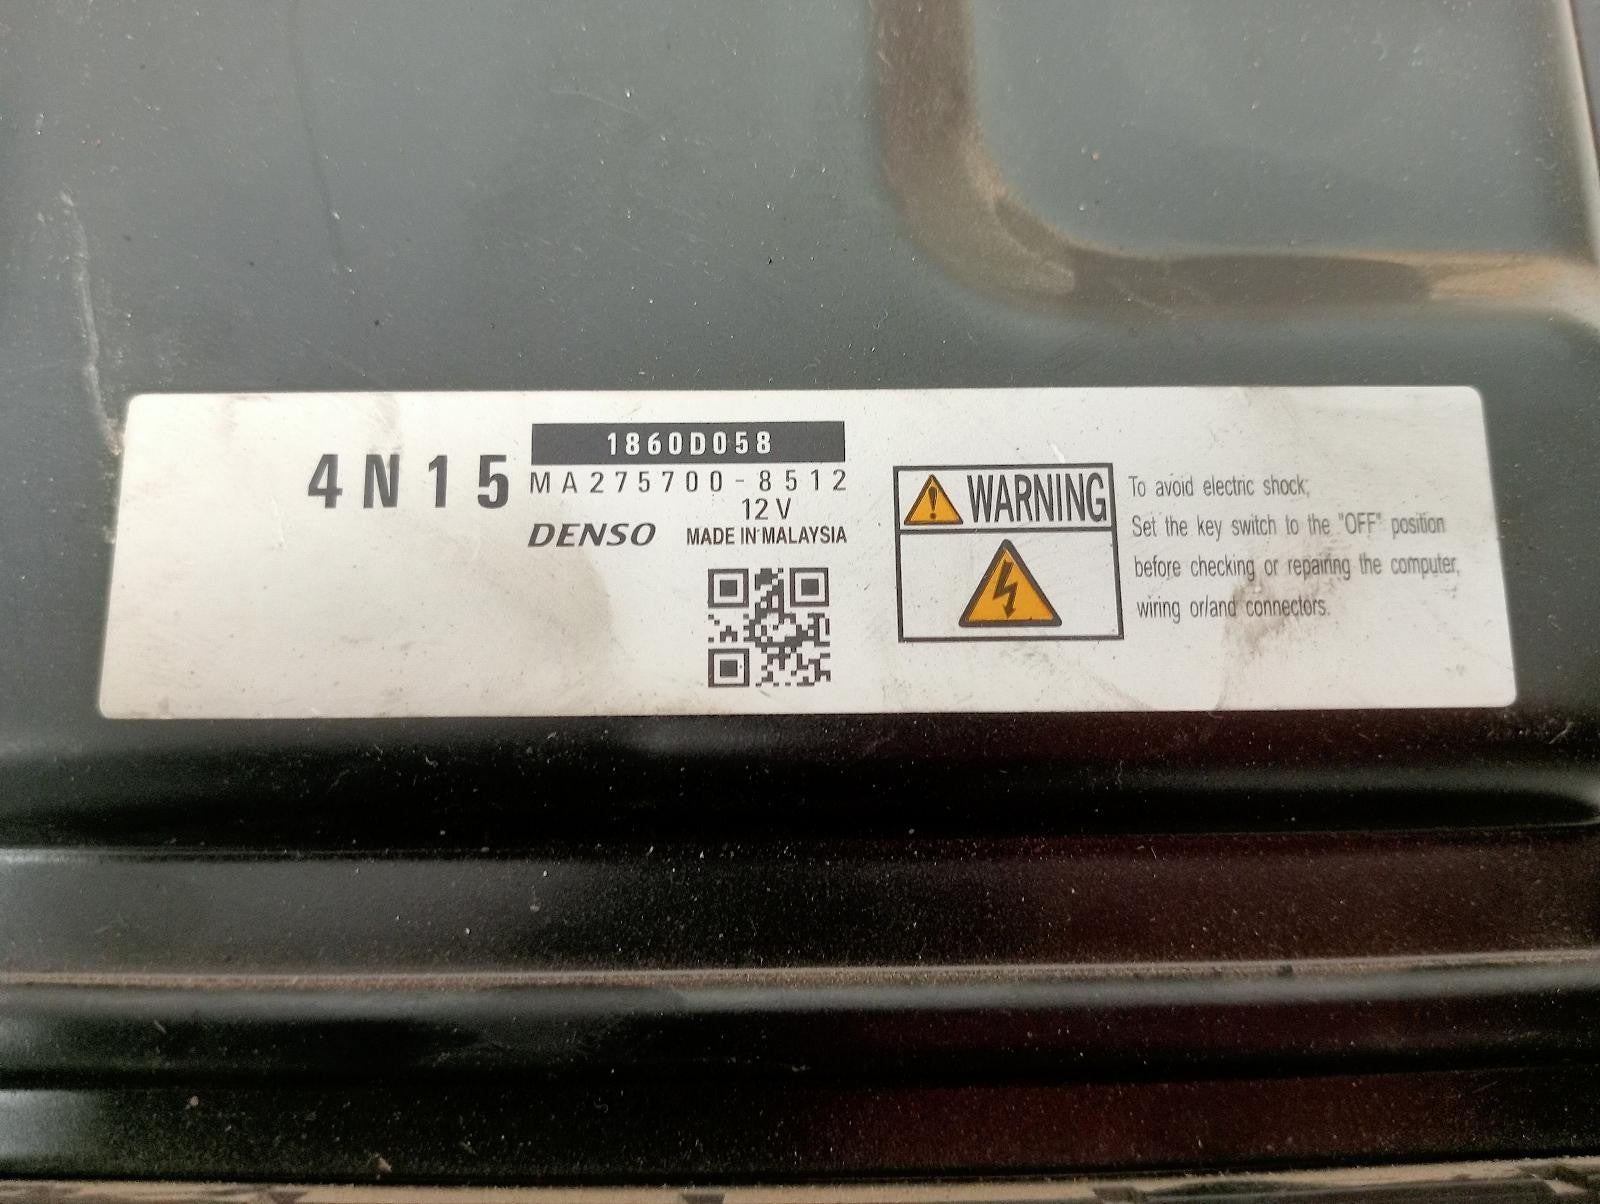 4N15
1860D058
MA275700-8512
12V
DENSO MADE IN MALAYSIA
WARNING
To avoid electric shock,
Set the key switch to the "OFF" position
before checking or repairing the computer,
wiring or/and connectors.